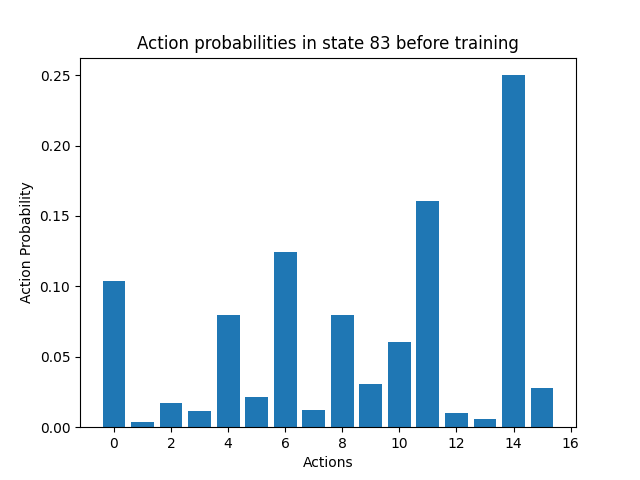 Action probabilities in state 83 before training
0.25
0.20
0.15
0.10
0.05
0.00
Action Probability
0 2 4 6 8 10 12 14 16
Actions